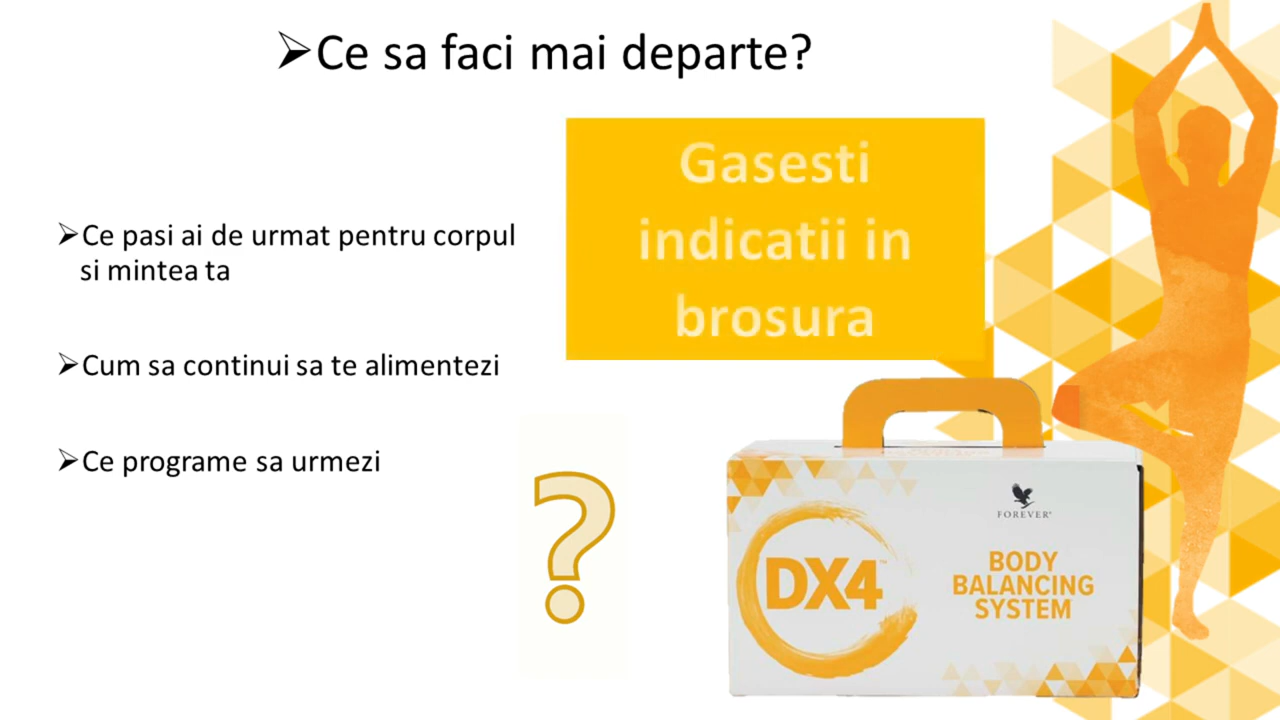 ➢Ce sa faci mai departe?
Gasesti
indicatii in
brosura
➢Ce pasi ai de urmat pentru corpul
si mintea ta
➢Cum sa continui sa te alimentezi
➢Ce programe sa urmezi
?
FOREVER®
DX4™
BODY
BALANCING
SYSTEM